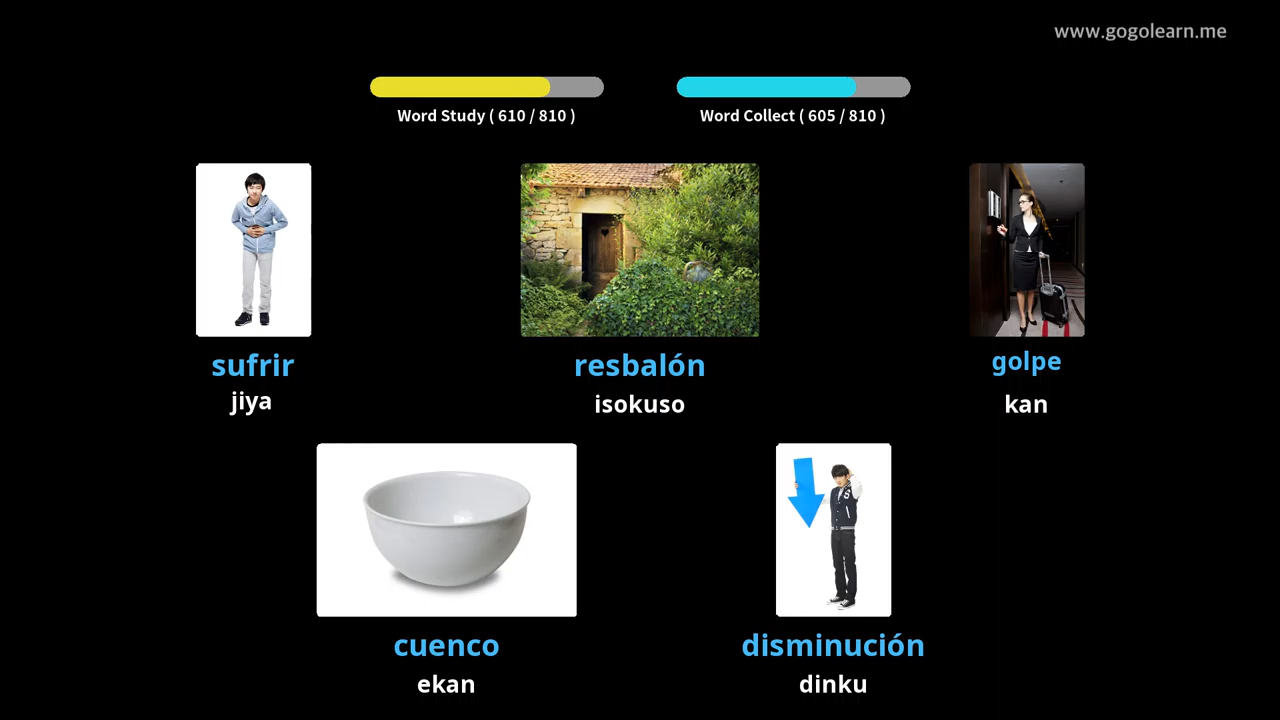 www.gogolearn.me
Word Study ( 610 / 810 )
Word Collect ( 605 / 810 )
sufrir
jiya
resbalón
isokuso
golpe
kan
cuenco
ekan
disminución
dinku